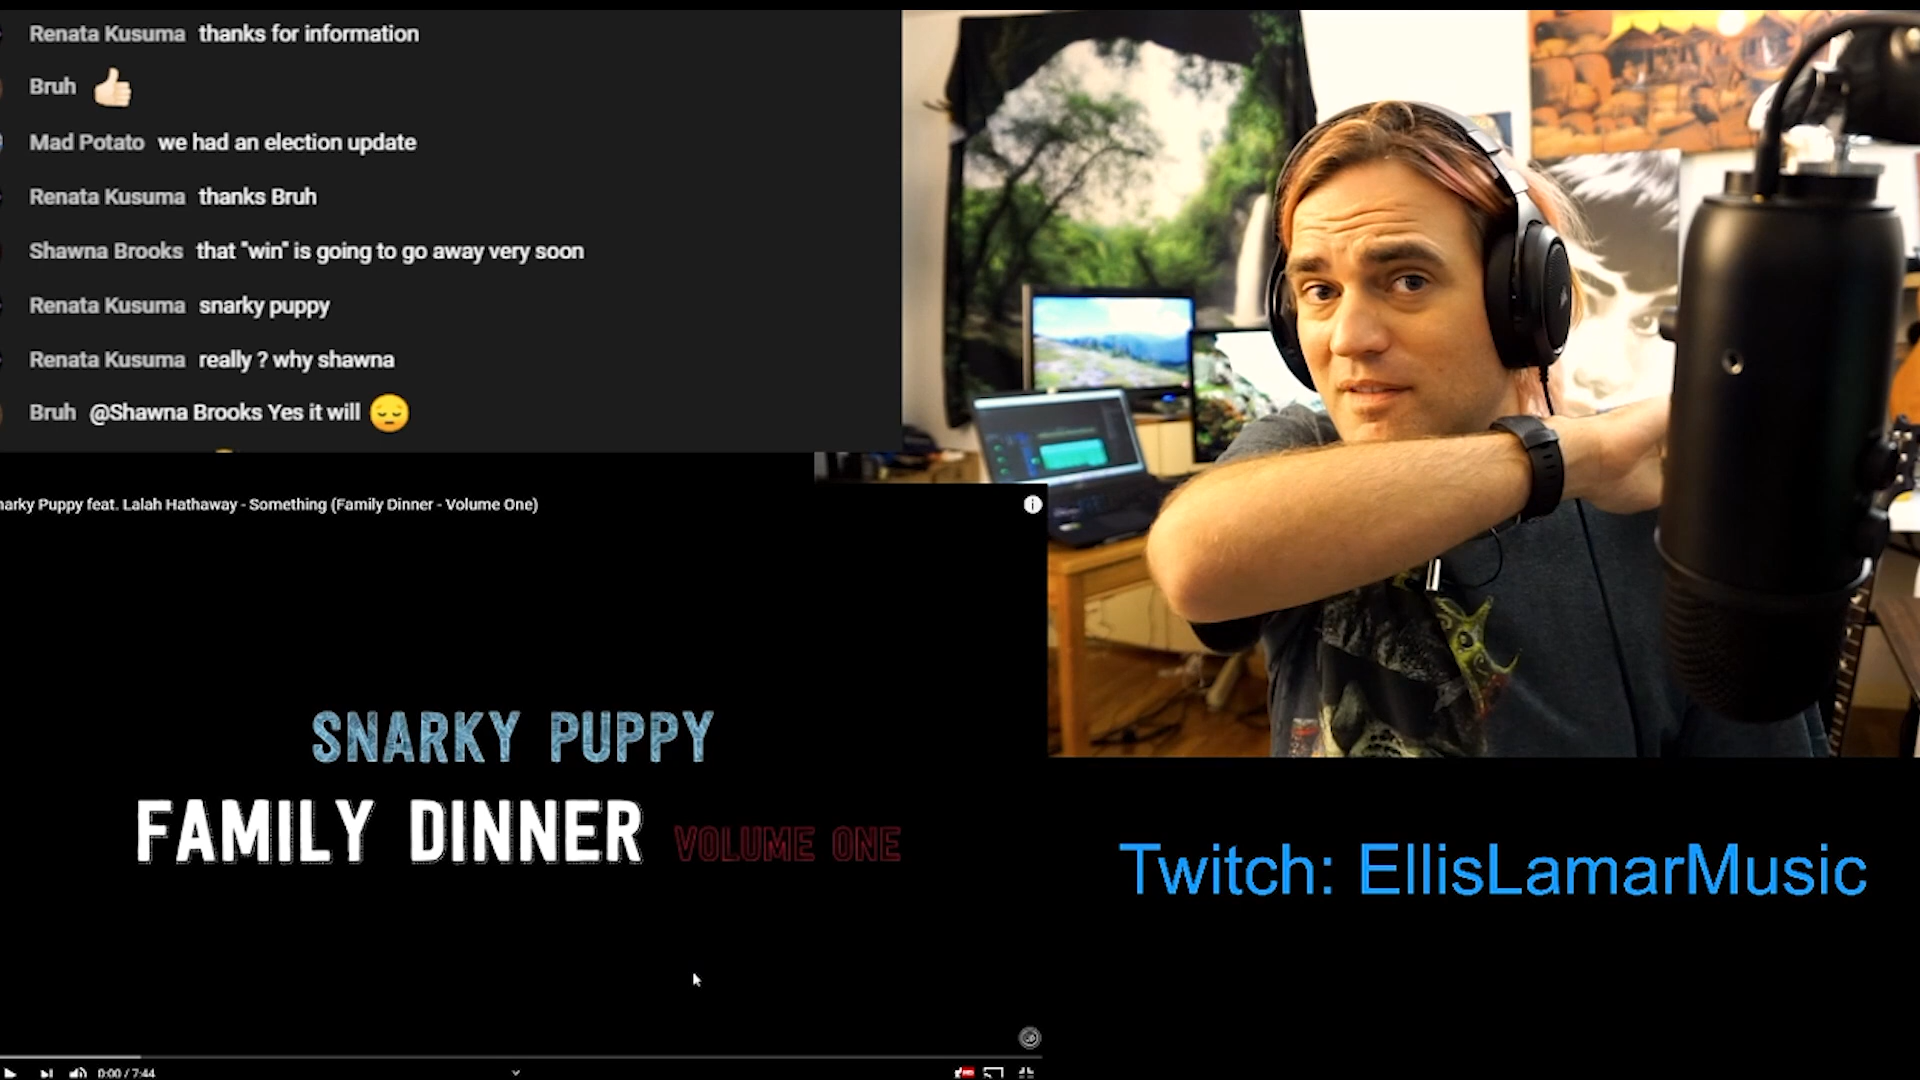 Renata Kusuma thanks for information
Bruh 👍🏻
Mad Potato we had an election update
Renata Kusuma thanks Bruh
Shawna Brooks that "win" is going to go away very soon
Renata Kusuma snarky puppy
Renata Kusuma really ? why shawna
Bruh @Shawna Brooks Yes it will 😔
narky Puppy feat. Lalah Hathaway - Something (Family Dinner - Volume One)
SNARKY PUPPY
FAMILY DINNER VOLUME ONE
Twitch: EllisLamarMusic
0:00 / 7:44